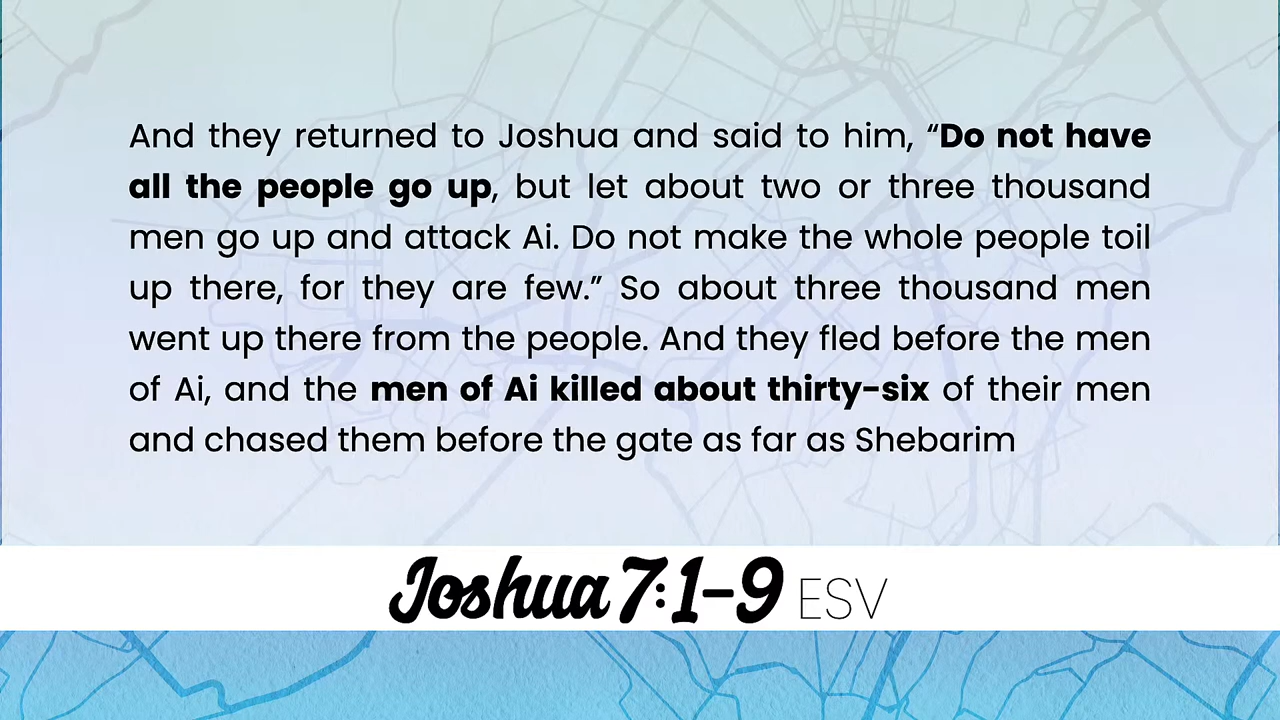 And they returned to Joshua and said to him, “Do not have
all the people go up, but let about two or three thousand
men go up and attack Ai. Do not make the whole people toil
up there, for they are few.” So about three thousand men
went up there from the people. And they fled before the men
of Ai, and the men of Ai killed about thirty-six of their men
and chased them before the gate as far as Shebarim
Joshua 7:1-9 ESV